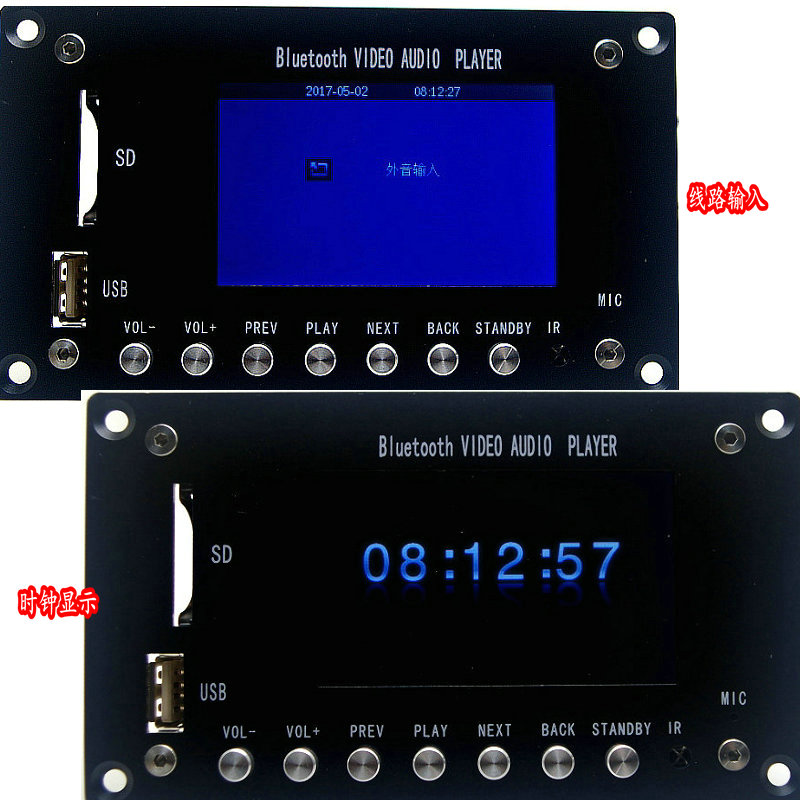 Bluetooth VIDEO AUDIO PLAYER
2017-05-02 08:12:27
SD
外音输入
线路输入
USB
MIC
VOL- VOL+ PREV PLAY NEXT BACK STANDBY IR
Bluetooth VIDEO AUDIO PLAYER
08:12:57
SD
时钟显示
USB
MIC
VOL- VOL+ PREV PLAY NEXT BACK STANDBY IR